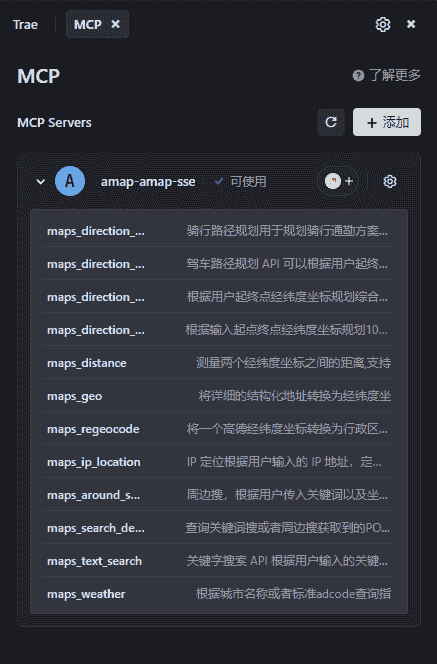 Trae
MCP
MCP
了解更多
MCP Servers
添加
A amap-amap-sse 可使用
maps_direction_... 骑行路径规划用于规划骑行通勤方案...
maps_direction_... 驾车路径规划 API 可以根据用户起终...
maps_direction_... 根据用户起终点经纬度坐标规划综合...
maps_direction_... 根据输入起点终点经纬度坐标规划10...
maps_distance 测量两个经纬度坐标之间的距离,支持
maps_geo 将详细的结构化地址转换为经纬度坐
maps_regeocode 将一个高德经纬度坐标转换为行政区...
maps_ip_location IP 定位根据用户输入的 IP 地址，定...
maps_around_s... 周边搜，根据用户传入关键词以及坐...
maps_search_de... 查询关键词搜或者周边搜获取到的PO...
maps_text_search 关键字搜索 API 根据用户输入的关键...
maps_weather 根据城市名称或者标准adcode查询指